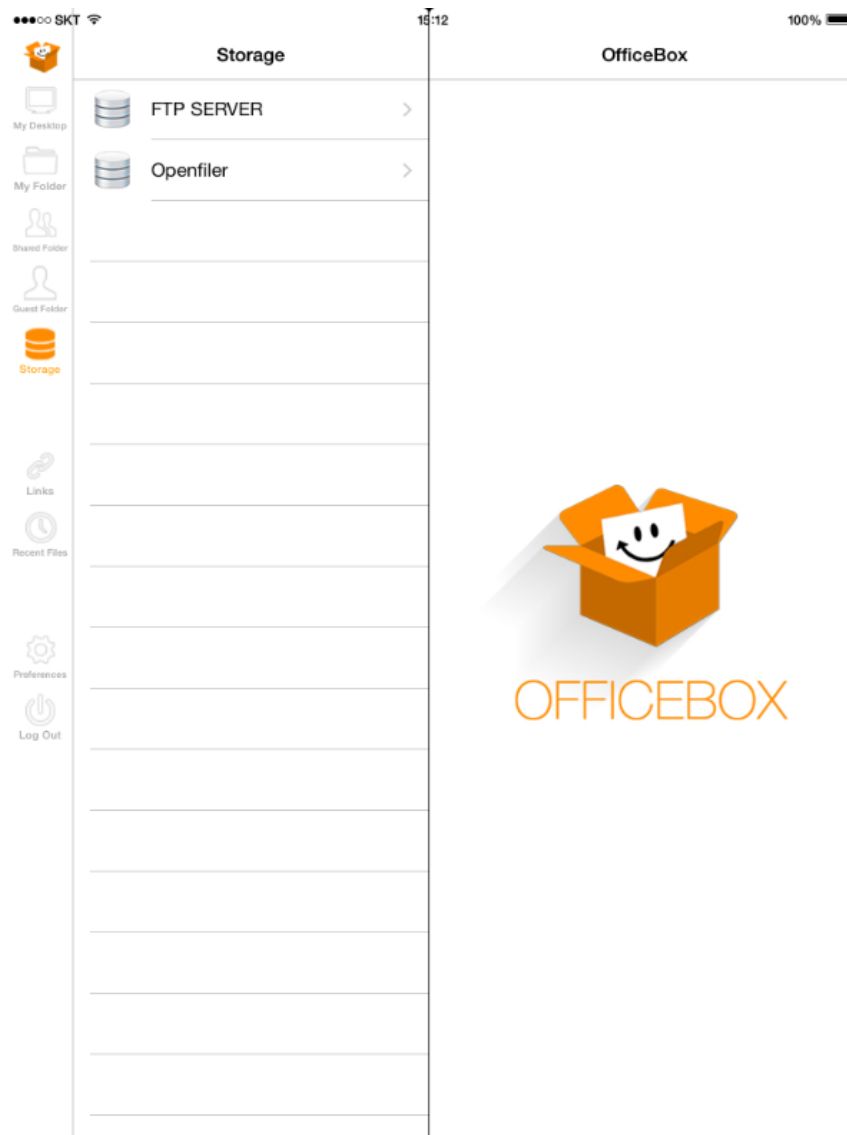 SKT
15:12
100%
Storage
OfficeBox
My Desktop
My Folder
Shared Folder
Guest Folder
Storage
Links
Recent Files
Preferences
Log Out
FTP SERVER
Openfiler
OFFICEBOX